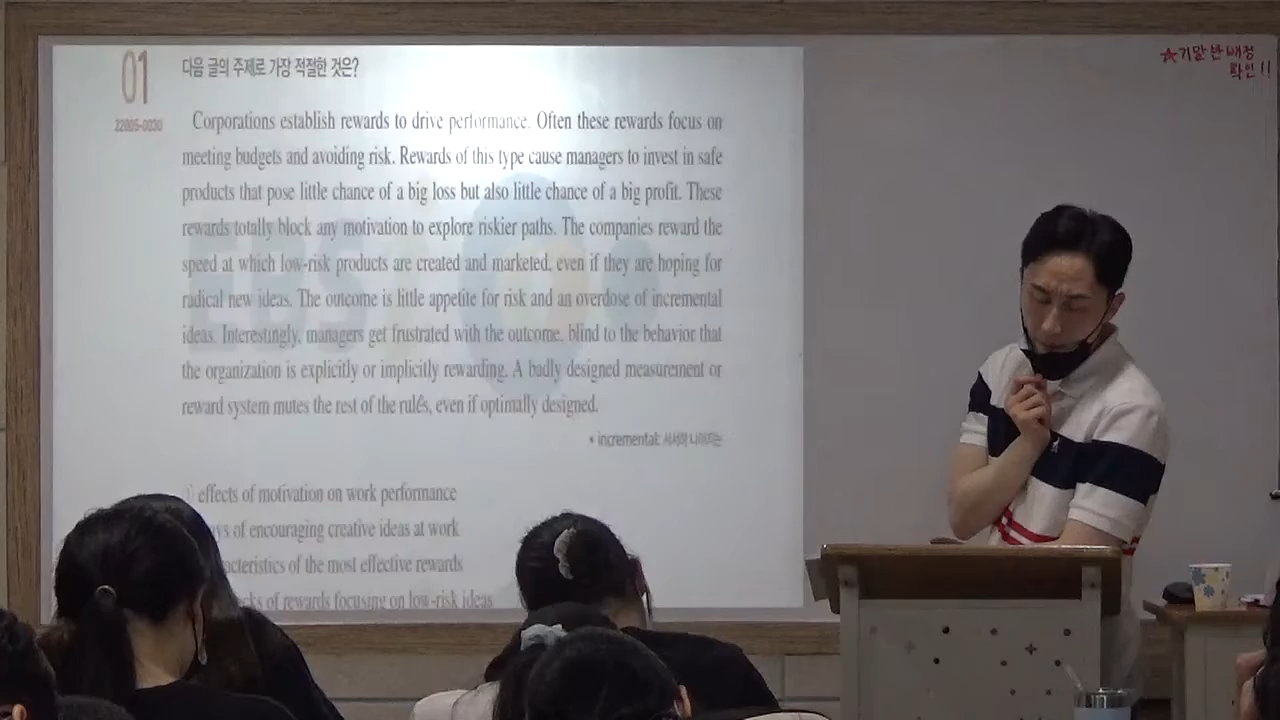 01
다음 글의 주제로 가장 적절한 것은?
22005-0030
Corporations establish rewards to drive performance. Often these rewards focus on
meeting budgets and avoiding risk. Rewards of this type cause managers to invest in safe
products that pose little chance of a big loss but also little chance of a big profit. These
rewards totally block any motivation to explore riskier paths. The companies reward the
speed at which low-risk products are created and marketed, even if they are hoping for
radical new ideas. The outcome is little appetite for risk and an overdose of incremental
ideas. Interestingly, managers get frustrated with the outcome, blind to the behavior that
the organization is explicitly or implicitly rewarding. A badly designed measurement or
reward system mutes the rest of the rules, even if optimally designed.
* incremental: 서서히 나아지는
① effects of motivation on work performance
of encouraging creative ideas at work
of the most effective rewards
of rewards focusing on low-risk ideas
EBS
★기말 반 배정
확인!!